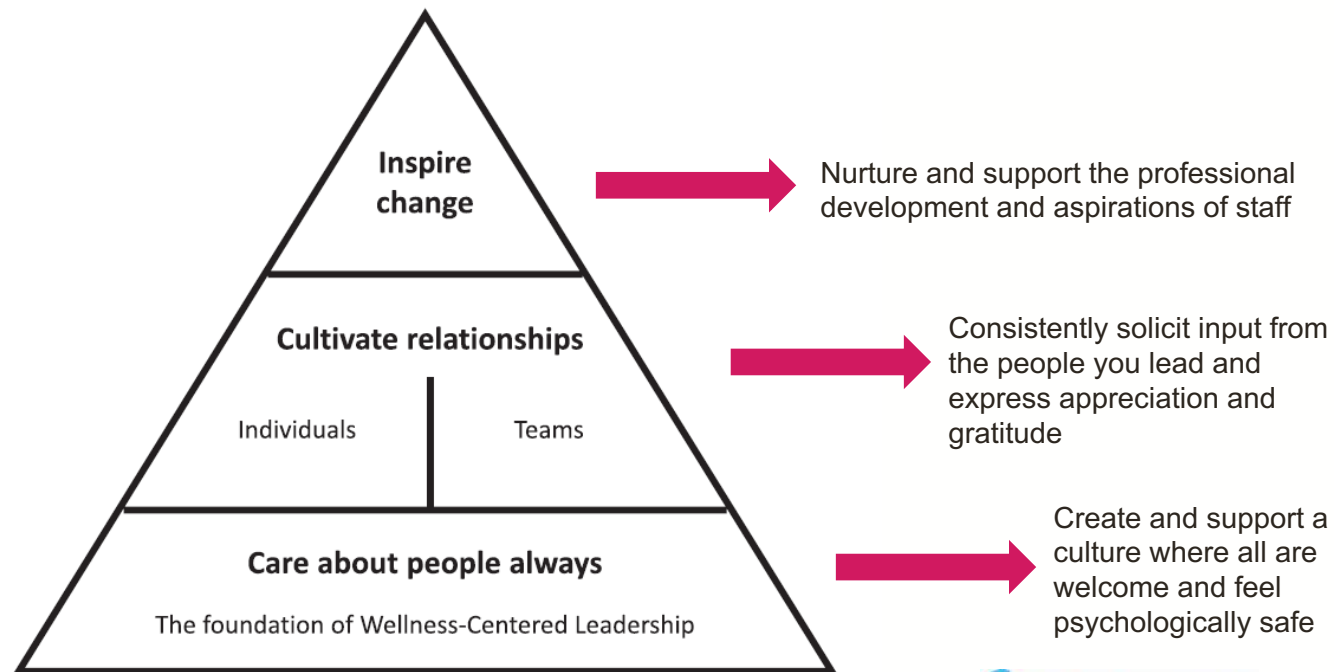 Inspire
change
Nurture and support the professional
development and aspirations of staff
Cultivate relationships
Individuals
Teams
Consistently solicit input from
the people you lead and
express appreciation and
gratitude
Care about people always
The foundation of Wellness-Centered Leadership
Create and support a
culture where all are
welcome and feel
psychologically safe